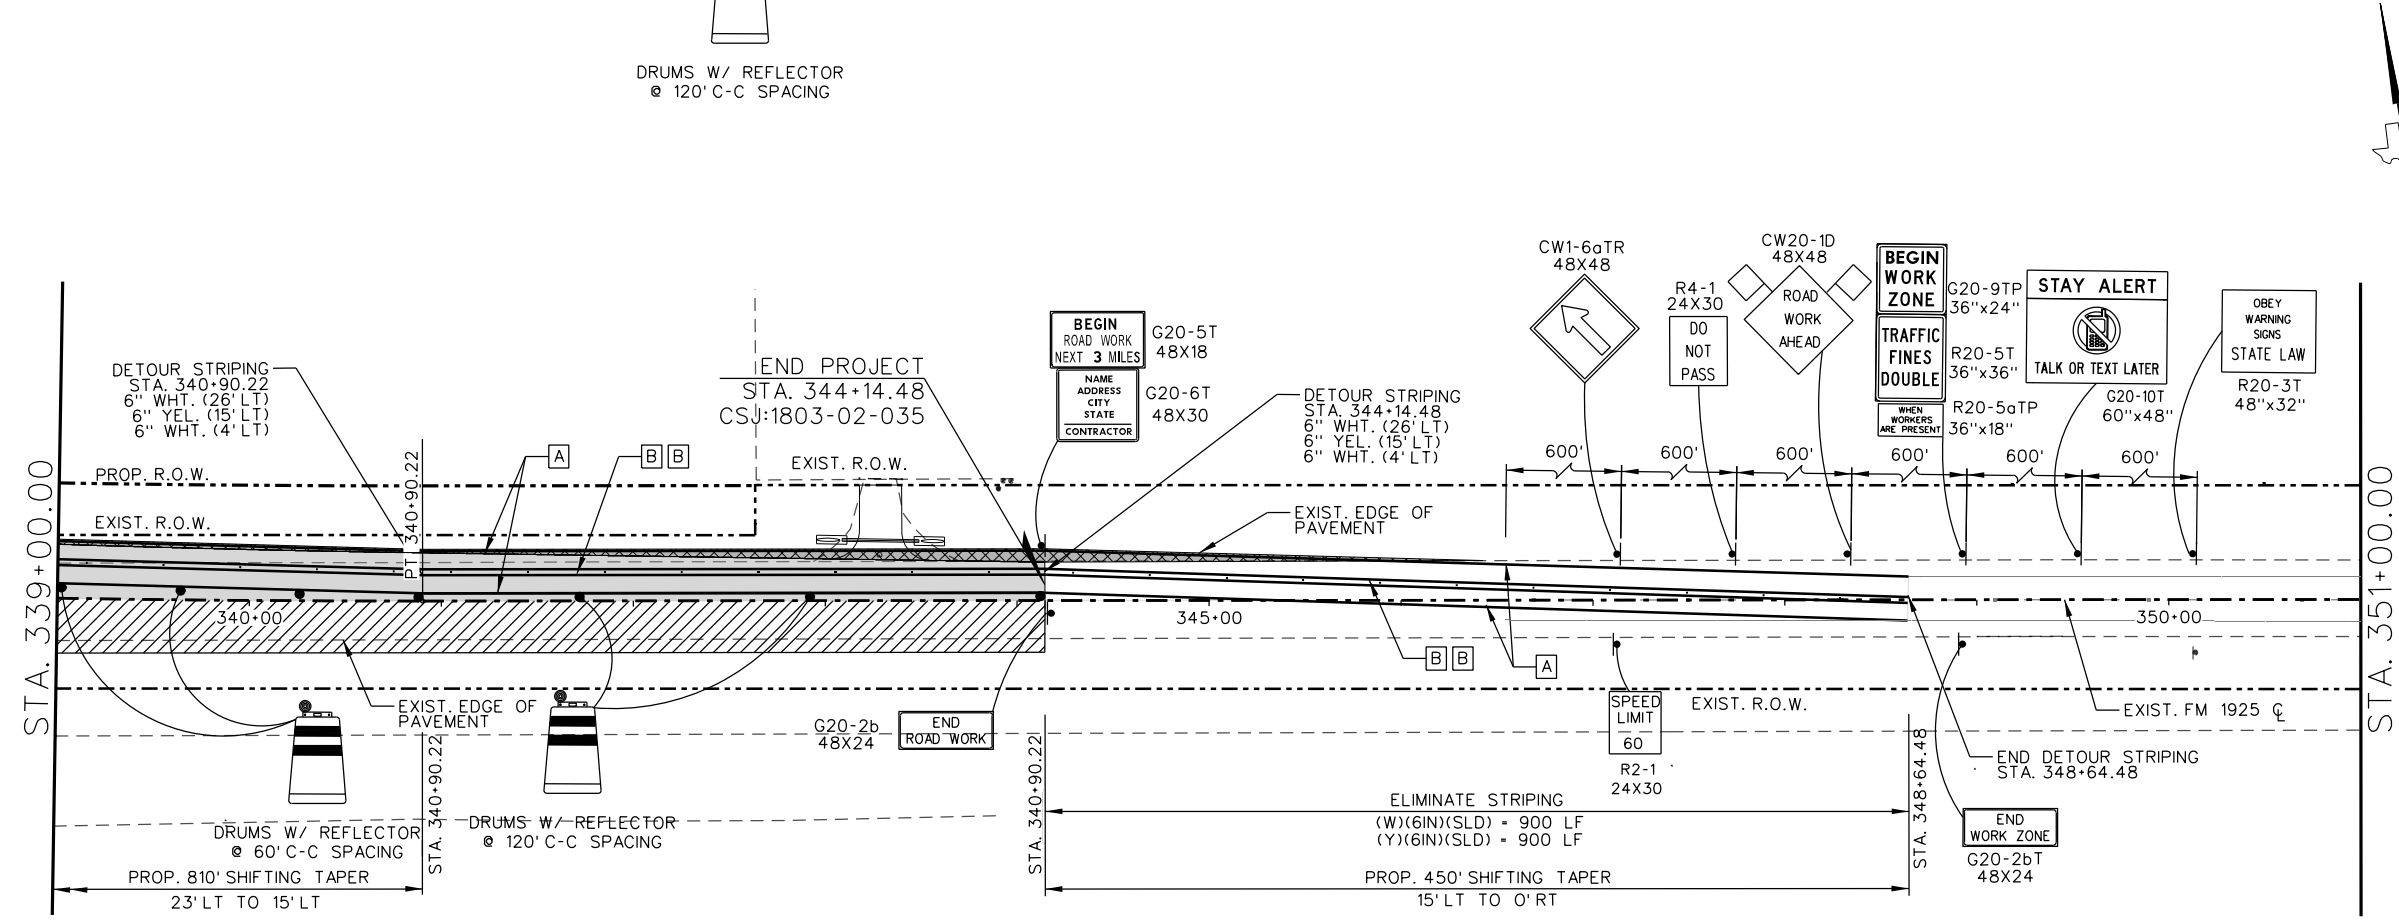 DRUMS W/ REFLECTOR
@ 120' C-C SPACING
CW1-6aTR
48X48
R4-1
24X30
DO
NOT
PASS
CW20-1D
48X48
ROAD
WORK
AHEAD
BEGIN
WORK
ZONE
G20-9TP
36"x24"
TRAFFIC
FINES
DOUBLE
R20-5T
36"x36"
WHEN
WORKERS
ARE PRESENT
R20-5aTP
36"x18"
STAY ALERT
TALK OR TEXT LATER
G20-10T
60"x48"
OBEY
WARNING
SIGNS
STATE LAW
R20-3T
48"x32"
BEGIN
ROAD WORK
NEXT 3 MILES
G20-5T
48X18
NAME
ADDRESS
CITY
STATE
CONTRACTOR
G20-6T
48X30
DETOUR STRIPING
STA. 340+90.22
6" WHT. (26' LT)
6" YEL. (15' LT)
6" WHT. (4' LT)
END PROJECT
STA. 344+14.48
CSJ:1803-02-035
DETOUR STRIPING
STA. 344+14.48
6" WHT. (26' LT)
6" YEL. (15' LT)
6" WHT. (4' LT)
600'
600'
600'
600'
600'
600'
A
B B
EXIST. R.O.W.
PROP. R.O.W.
EXIST. R.O.W.
PT. 340+90.22
EXIST. EDGE OF
PAVEMENT
STA. 339+00.00
STA. 351+00.00
340+00
345+00
350+00
B B
A
EXIST. EDGE OF
PAVEMENT
G20-2b
48X24
END
ROAD WORK
SPEED
LIMIT
60
R2-1
24X30
EXIST. R.O.W.
EXIST. FM 1925 ℄
END DETOUR STRIPING
STA. 348+64.48
STA. 340+90.22
STA. 340+90.22
STA. 348+64.48
DRUMS W/ REFLECTOR
@ 60' C-C SPACING
DRUMS W/ REFLECTOR
@ 120' C-C SPACING
ELIMINATE STRIPING
(W)(6IN)(SLD) = 900 LF
(Y)(6IN)(SLD) = 900 LF
END
WORK ZONE
G20-2bT
48X24
PROP. 810' SHIFTING TAPER
23' LT TO 15' LT
PROP. 450' SHIFTING TAPER
15' LT TO 0' RT